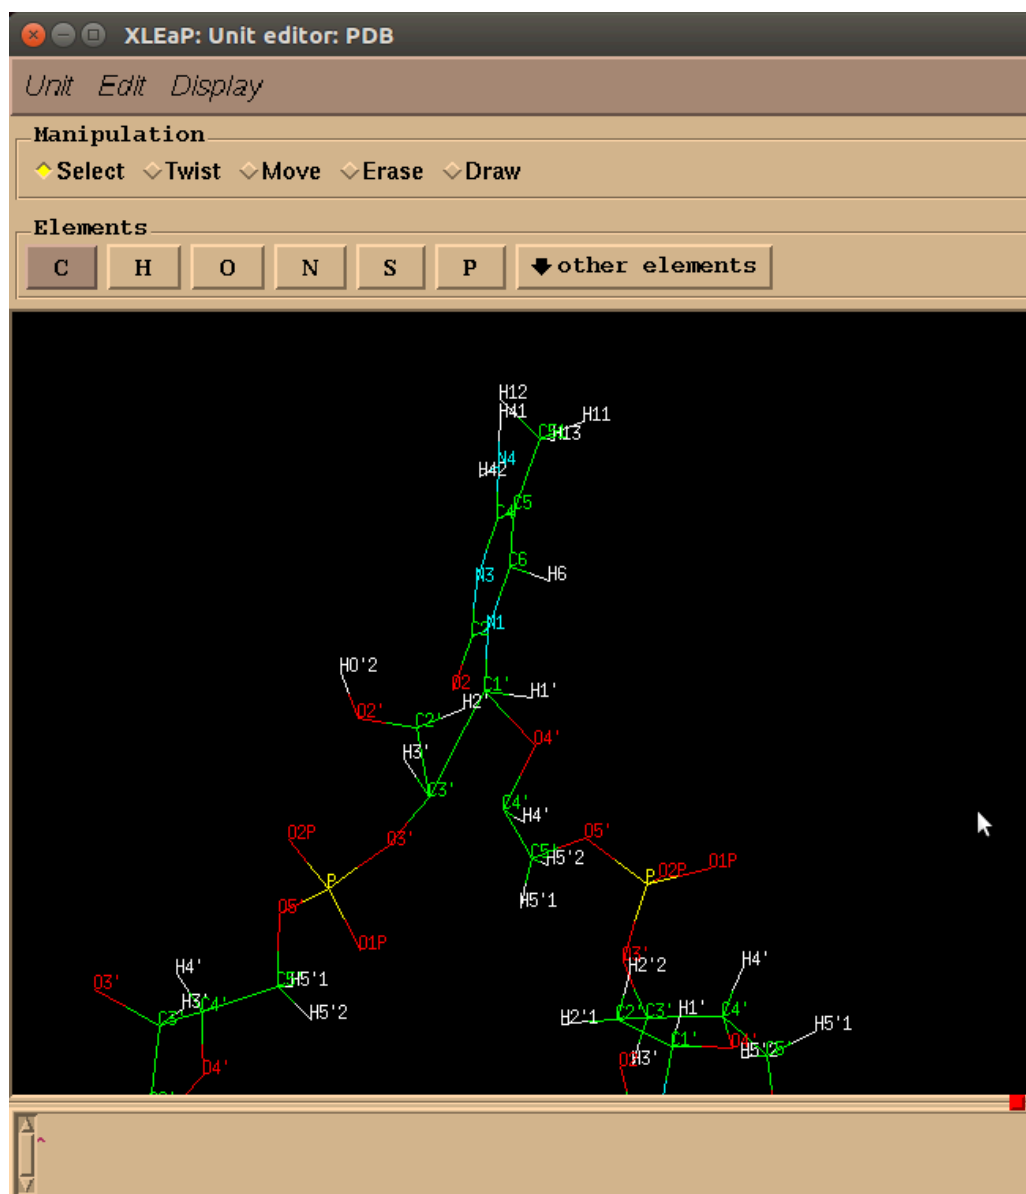 XLEaP: Unit editor: PDB
Unit Edit Display
Manipulation
Select Twist Move Erase Draw
Elements
C H O N S P other elements
H12
H41
H11
H13
N4
H42
C5
C4
C6
N3
H6
C2
N1
HO'2
O2
C1'
H1'
H2'
O2'
C2'
O4'
H3'
C3'
C4'
H4'
O2P
O3'
O5'
H5'2
O2P
O1P
P
P
H5'1
O5
O1P
O3'
H4'
H2'2
H4'
O3'
H5'1
H3'
C4'
H5'2
C3'
H2'1
C2'
C3'
H1'
C4'
H5'1
C1'
H5'2
H3'
O4'